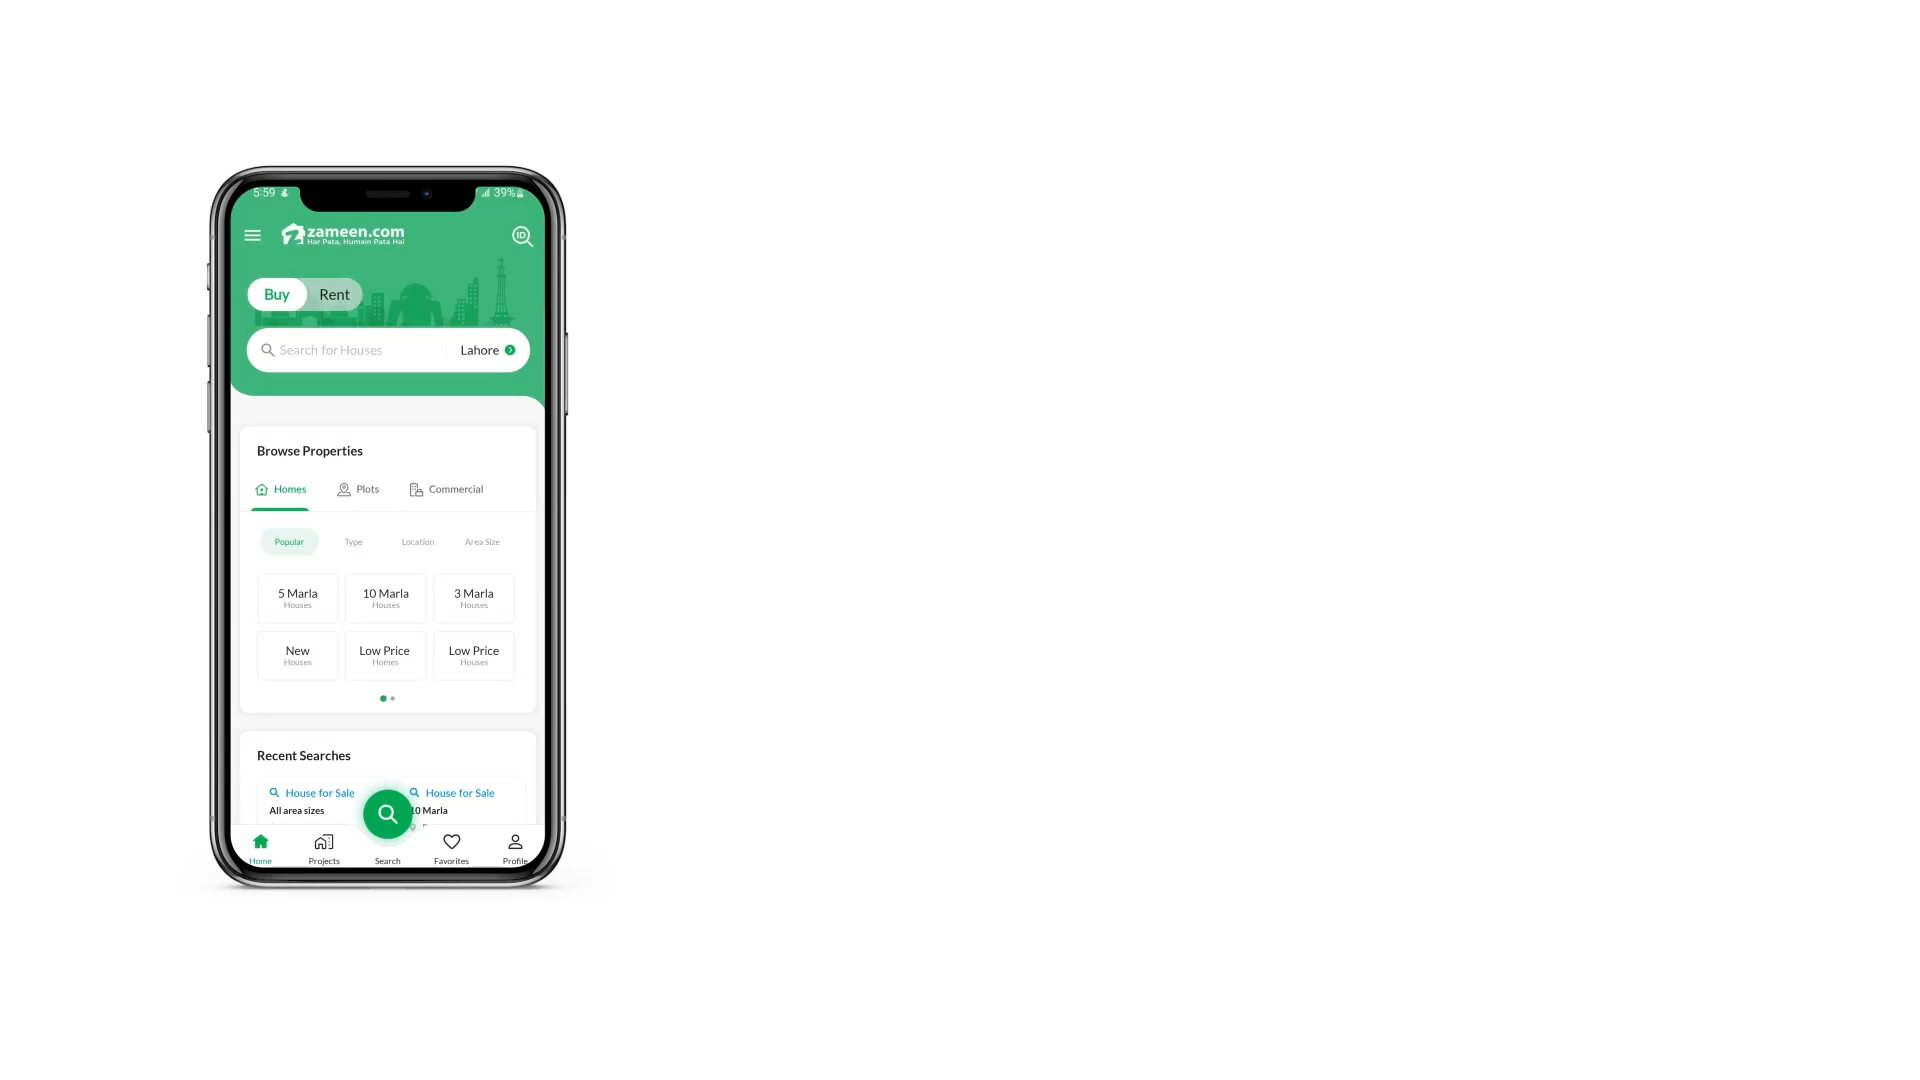 5:59
39%
zameen.com
Har Pata, Humain Pata Hai
ID
Buy Rent
Search for Houses Lahore
Browse Properties
Homes Plots Commercial
Popular Type Location Area Size
5 Marla 10 Marla 3 Marla
Houses Houses Houses
New Low Price Low Price
Houses Homes Houses
Recent Searches
House for Sale House for Sale
All area sizes 10 Marla
Home Projects Search Favorites Profile